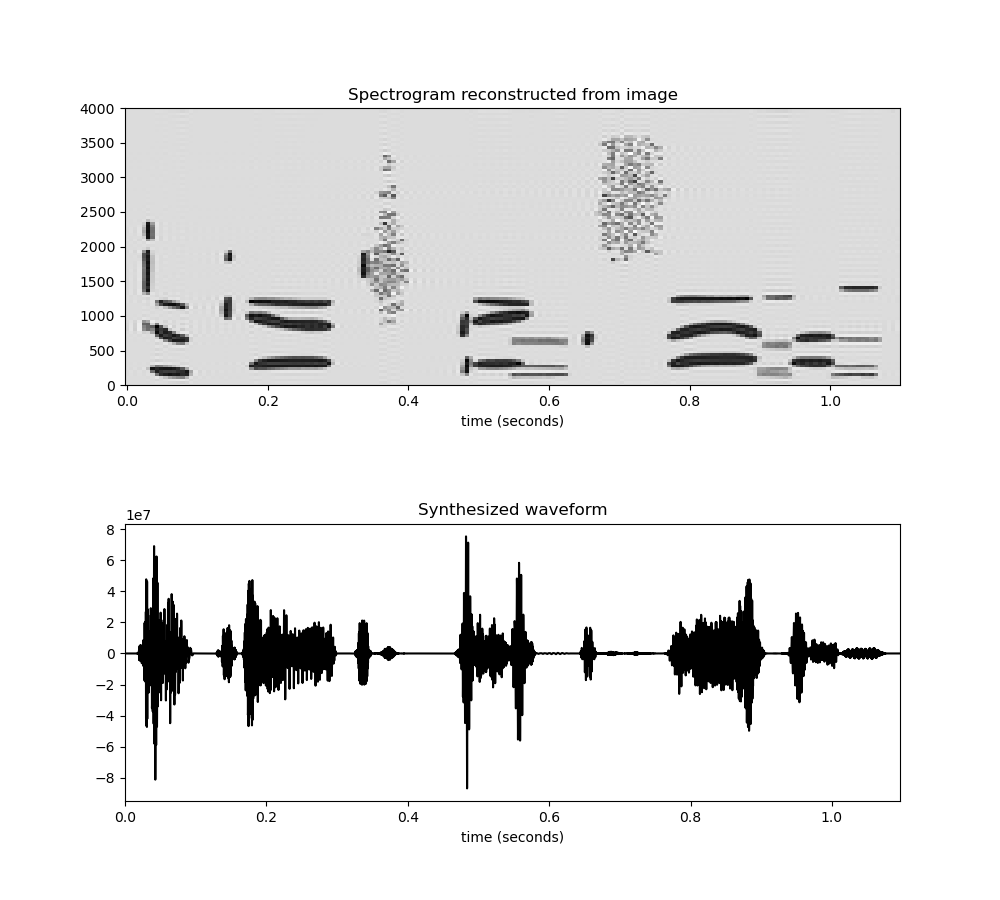 Spectrogram reconstructed from image
4000
3500
3000
2500
2000
1500
1000
500
0
0.0 0.2 0.4 0.6 0.8 1.0
time (seconds)
Synthesized waveform
1e7
8
6
4
2
0
−2
−4
−6
−8
0.0 0.2 0.4 0.6 0.8 1.0
time (seconds)